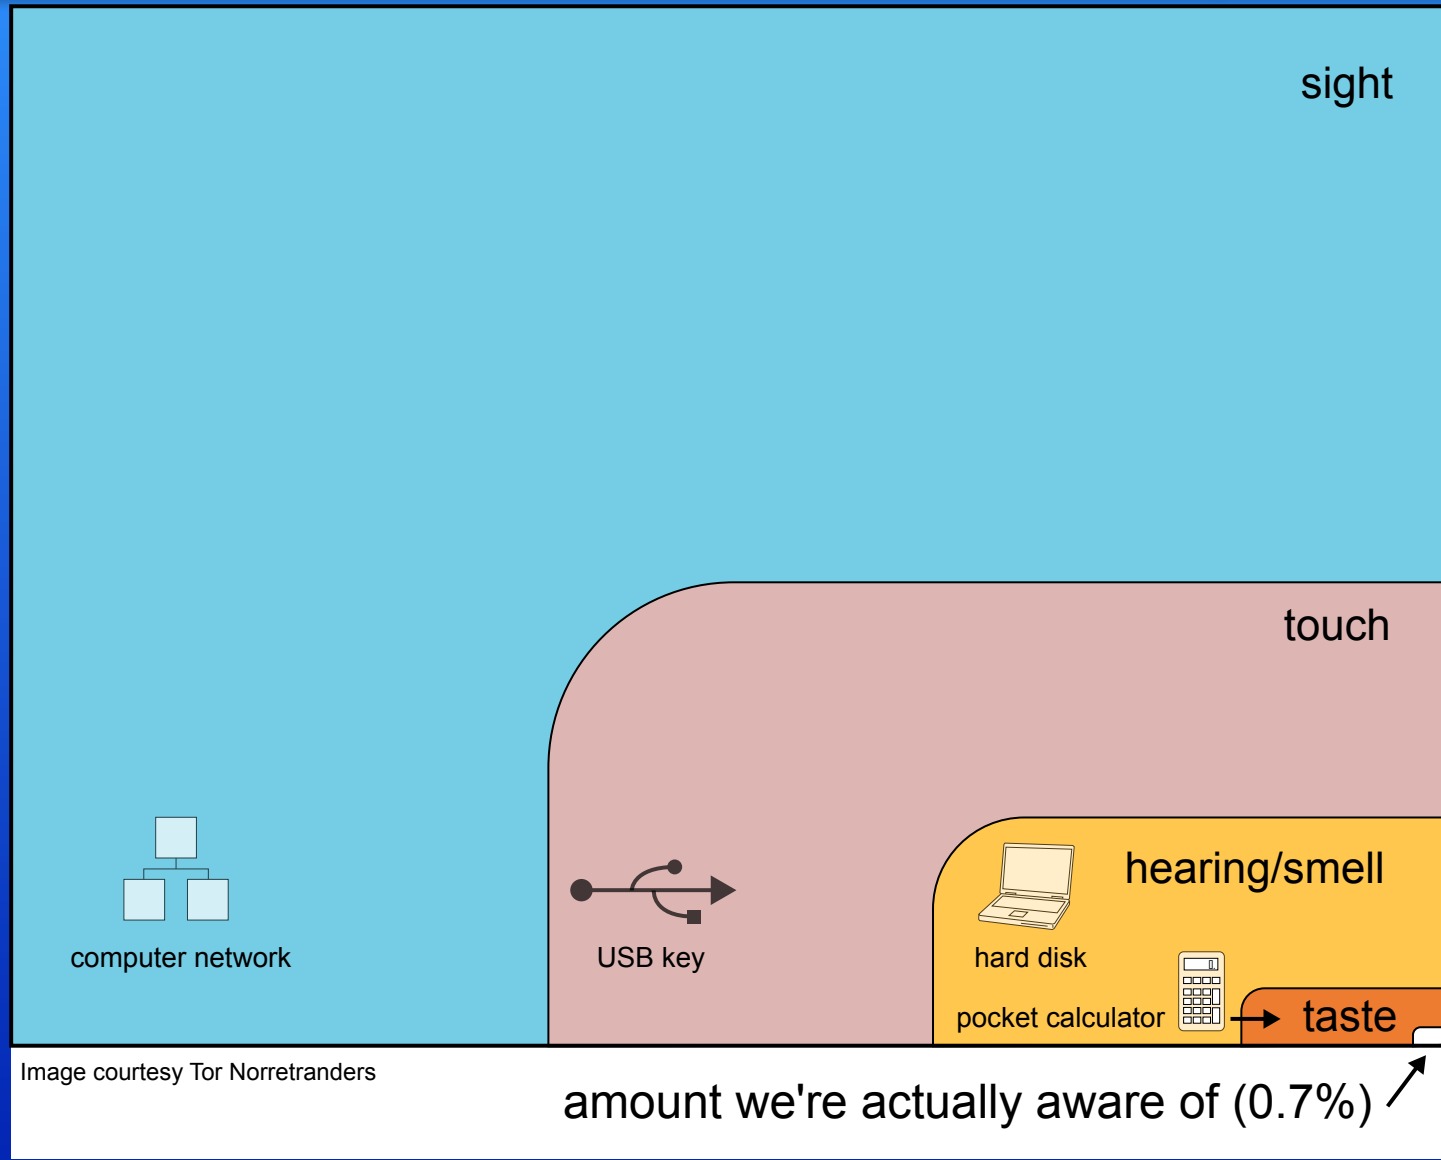 sight
touch
hearing/smell
computer network
USB key
hard disk
pocket calculator
0.
taste
Image courtesy Tor Norretranders
amount we're actually aware of (0.7%)